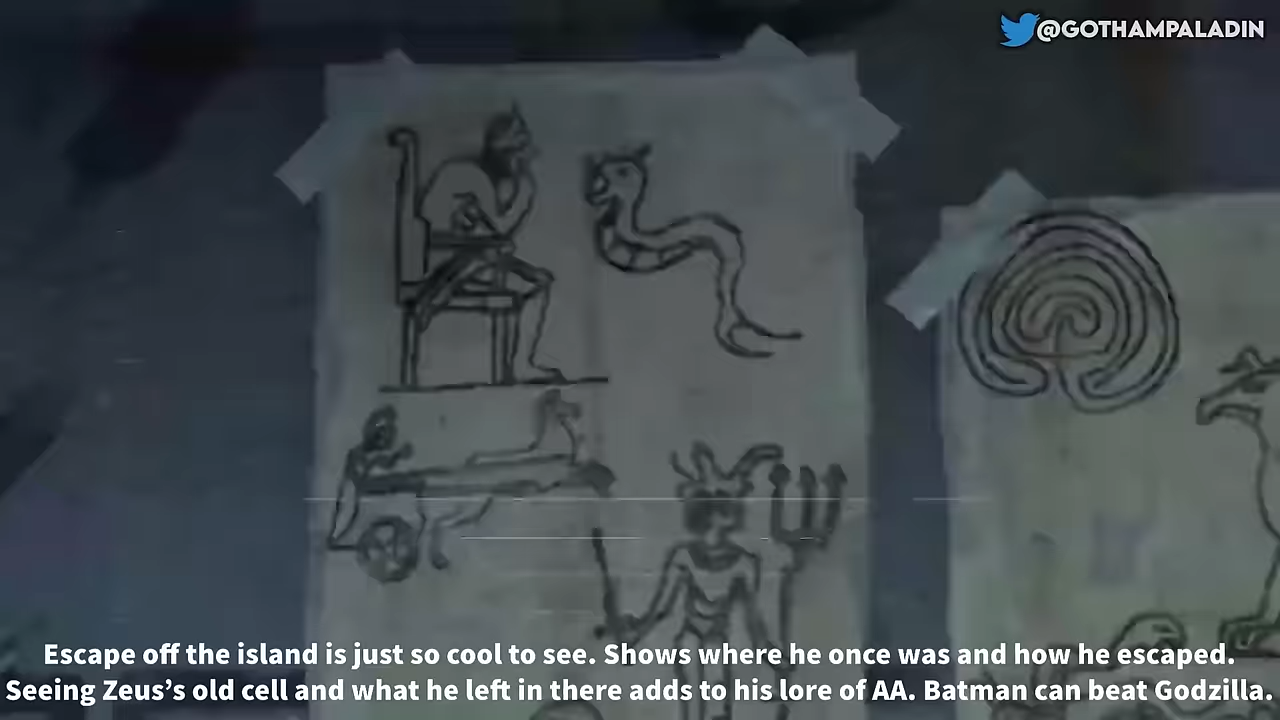 @GOTHAMPALADIN
Escape off the island is just so cool to see. Shows where he once was and how he escaped.
Seeing Zeus’s old cell and what he left in there adds to his lore of AA. Batman can beat Godzilla.